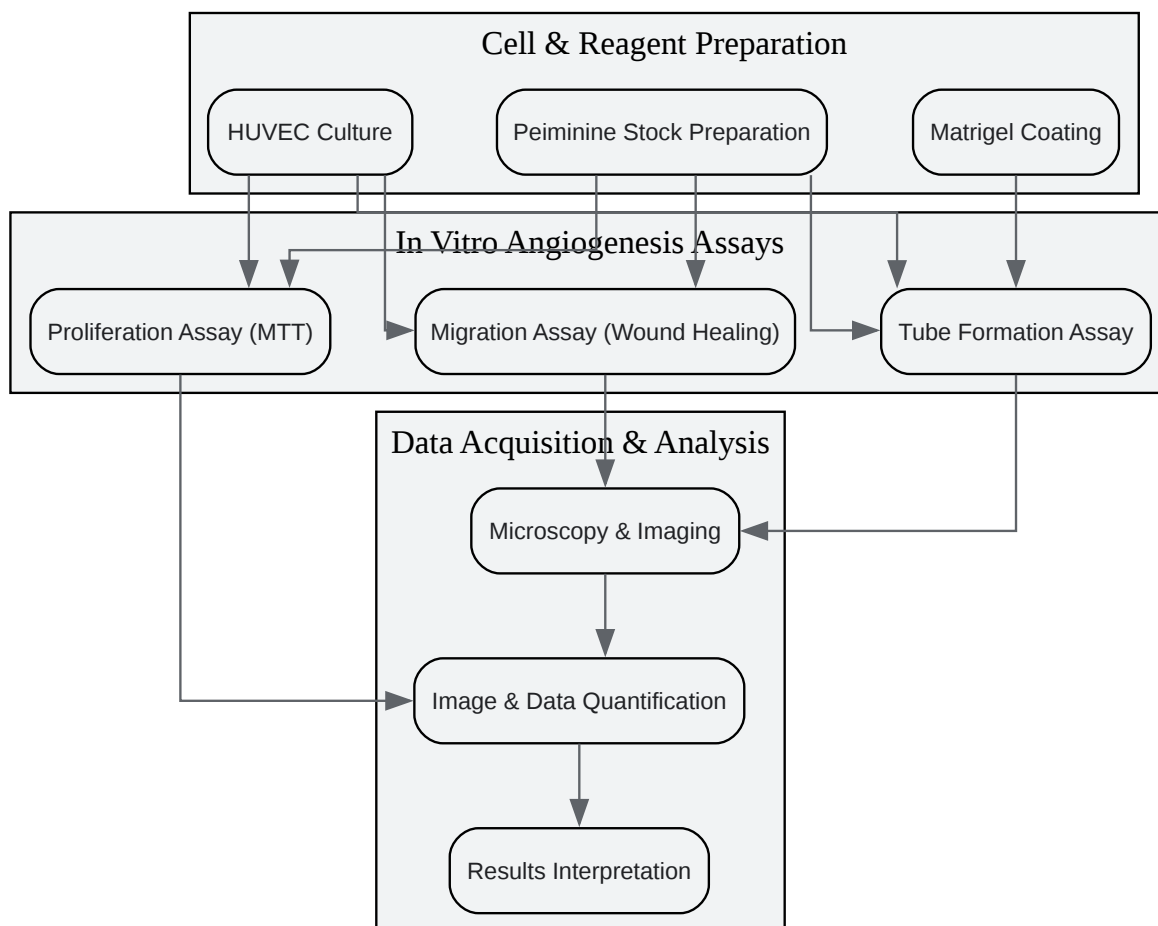 Cell & Reagent Preparation
HUVEC Culture
Peiminine Stock Preparation
Matrigel Coating
In Vitro Angiogenesis Assays
Proliferation Assay (MTT)
Migration Assay (Wound Healing)
Tube Formation Assay
Data Acquisition & Analysis
Microscopy & Imaging
Image & Data Quantification
Results Interpretation